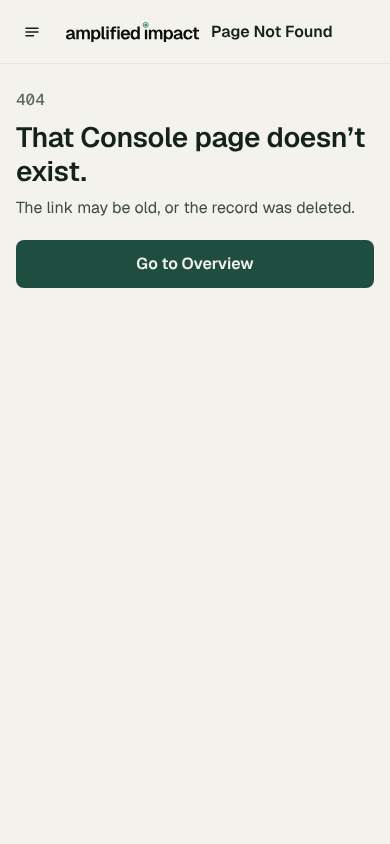 amplified impact Page Not Found
404
That Console page doesn’t
exist.
The link may be old, or the record was deleted.
Go to Overview